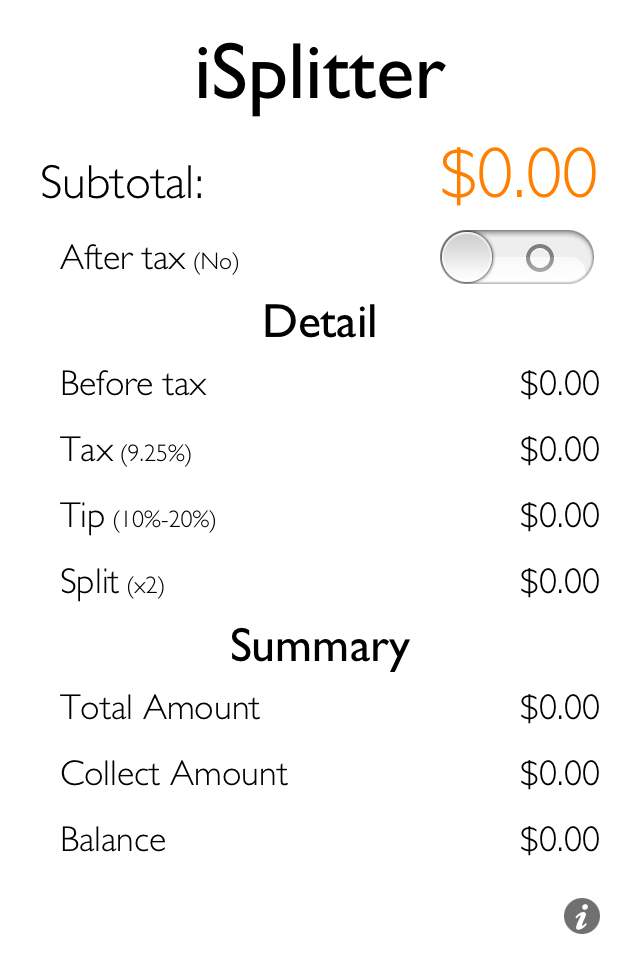 iSplitter
Subtotal: $0.00
After tax (No)
Detail
Before tax $0.00
Tax (9.25%) $0.00
Tip (10%-20%) $0.00
Split (x2) $0.00
Summary
Total Amount $0.00
Collect Amount $0.00
Balance $0.00
i